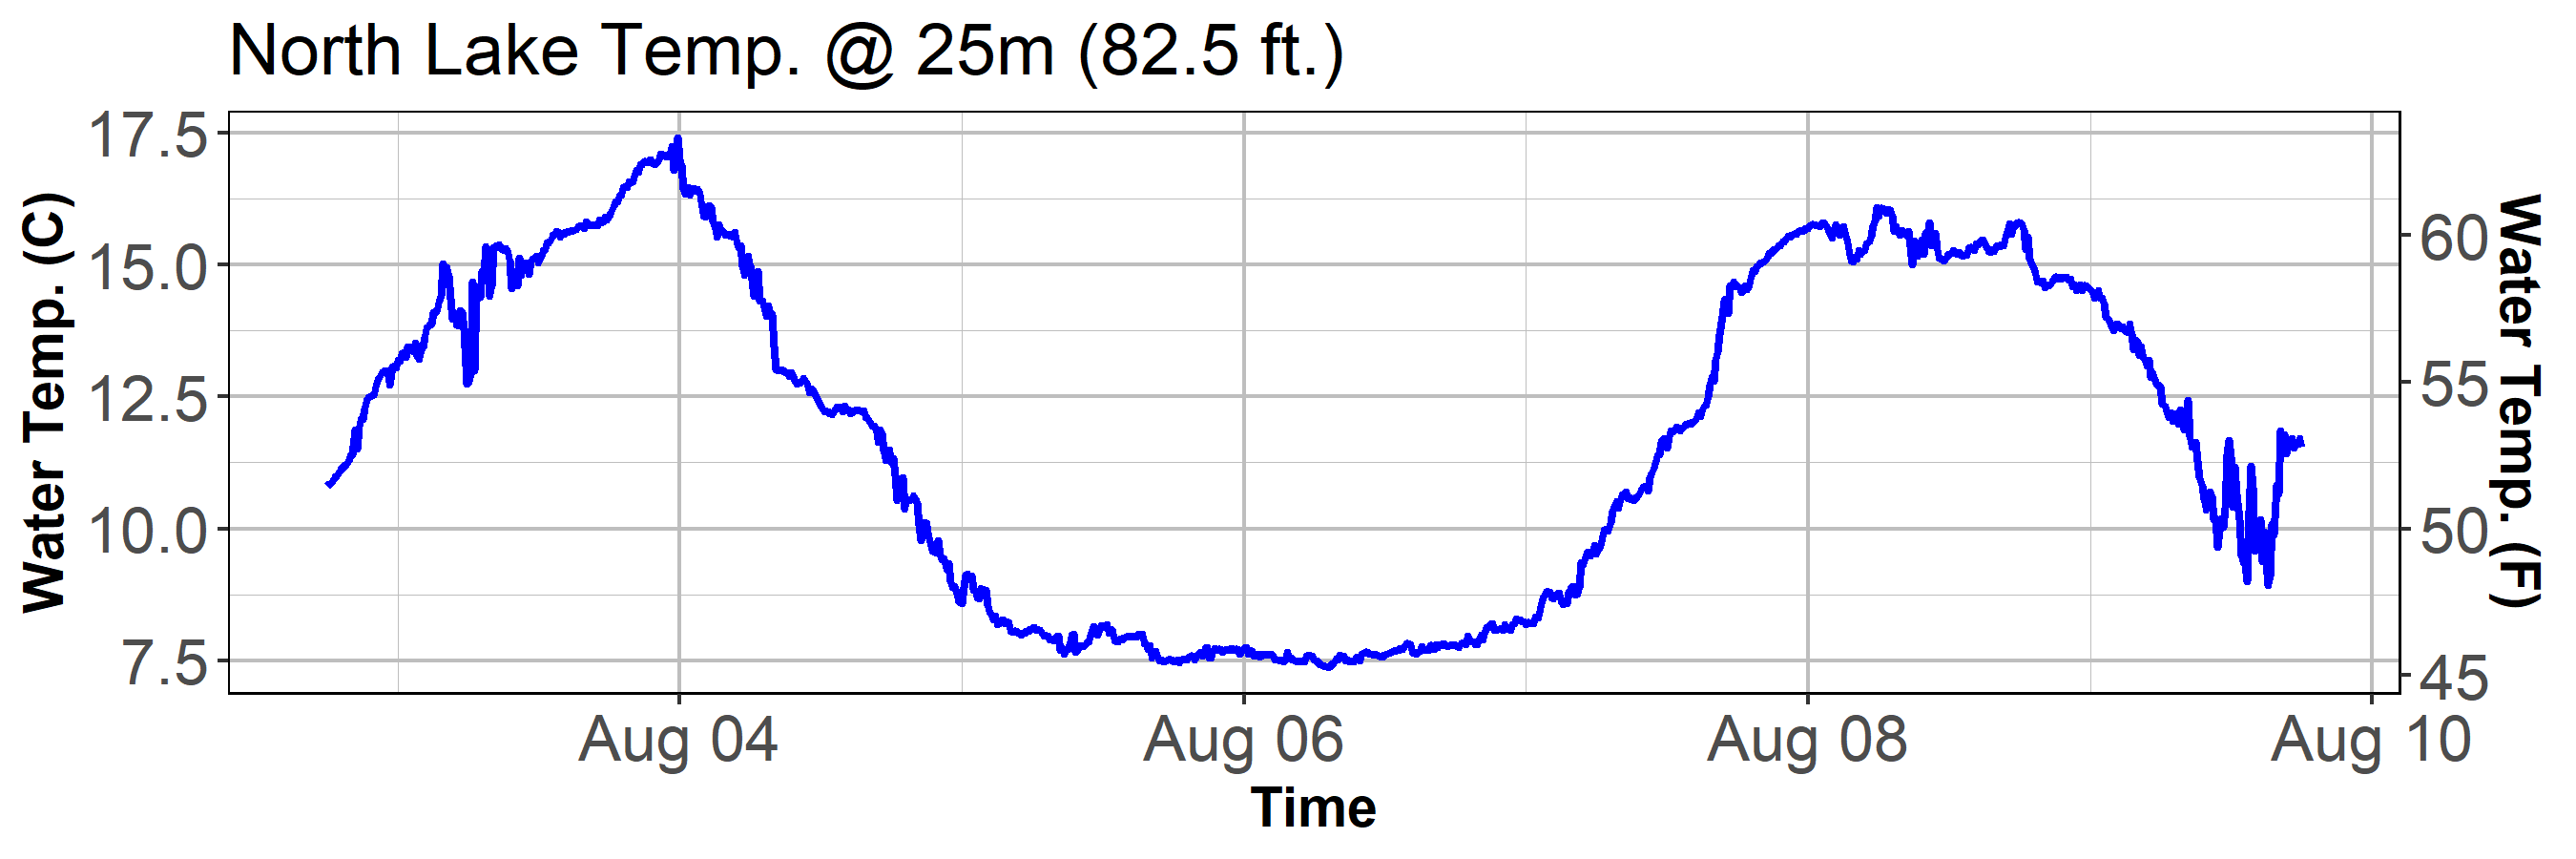 North Lake Temp. @ 25m (82.5 ft.)
Water Temp. (C)
17.5
15.0
12.5
10.0
7.5
60
55
50
45
Water Temp. (F)
Aug 04 Aug 06 Aug 08 Aug 10
Time